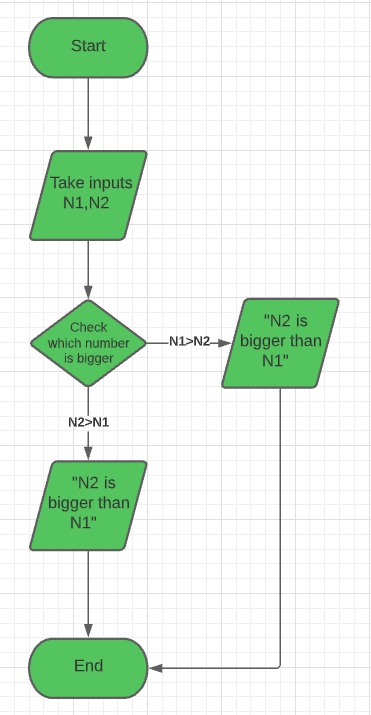 Start
Take inputs
N1,N2
Check
which number
is bigger
N1>N2
"N2 is
bigger than
N1"
N2>N1
"N2 is
bigger than
N1"
End